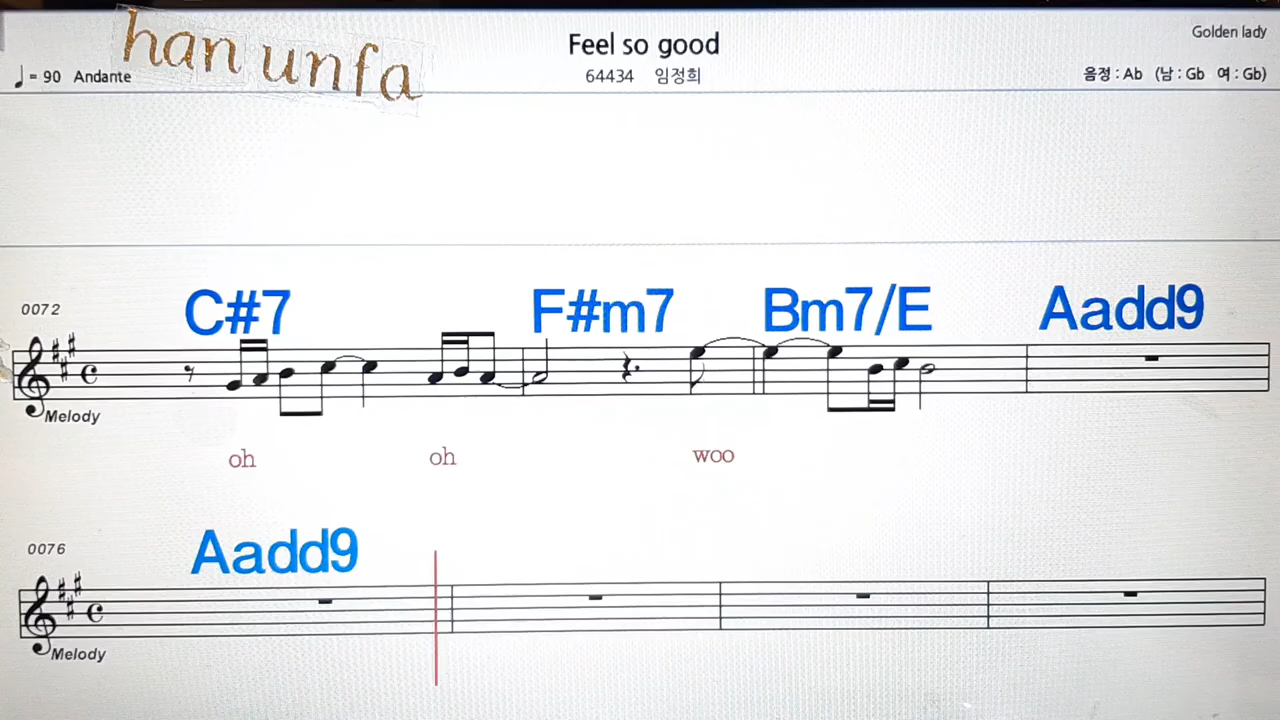 han unfa
Feel so good
Golden lady
♩ = 90 Andante
64434 임정희
음정 : Ab (남 : Gb 여 : Gb)
0072
C#7 F#m7 Bm7/E Aadd9
Melody
oh oh woo
0076
Aadd9
Melody